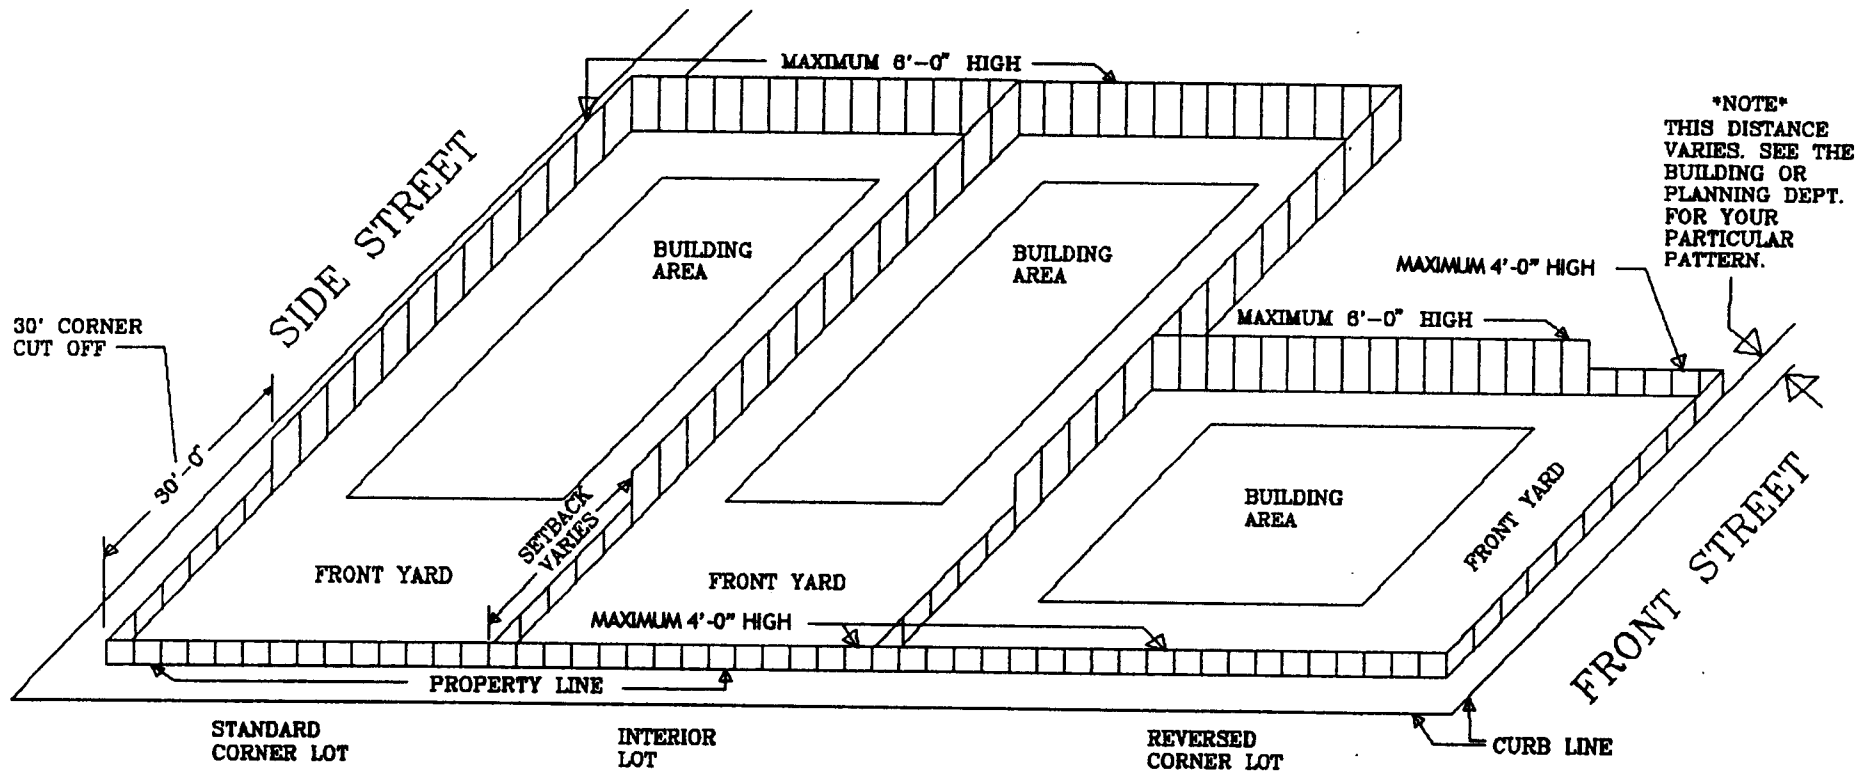 MAXIMUM 6'-0" HIGH
*NOTE*
THIS DISTANCE
VARIES. SEE THE
BUILDING OR
PLANNING DEPT.
FOR YOUR
PARTICULAR
PATTERN.
SIDE STREET
BUILDING
AREA
BUILDING
AREA
MAXIMUM 4'-0" HIGH
MAXIMUM 6'-0" HIGH
30' CORNER
CUT OFF
30'-0"
SETBACK
VARIES
BUILDING
AREA
FRONT YARD
FRONT STREET
FRONT YARD
FRONT YARD
MAXIMUM 4'-0" HIGH
PROPERTY LINE
STANDARD
CORNER LOT
INTERIOR
LOT
REVERSED
CORNER LOT
CURB LINE